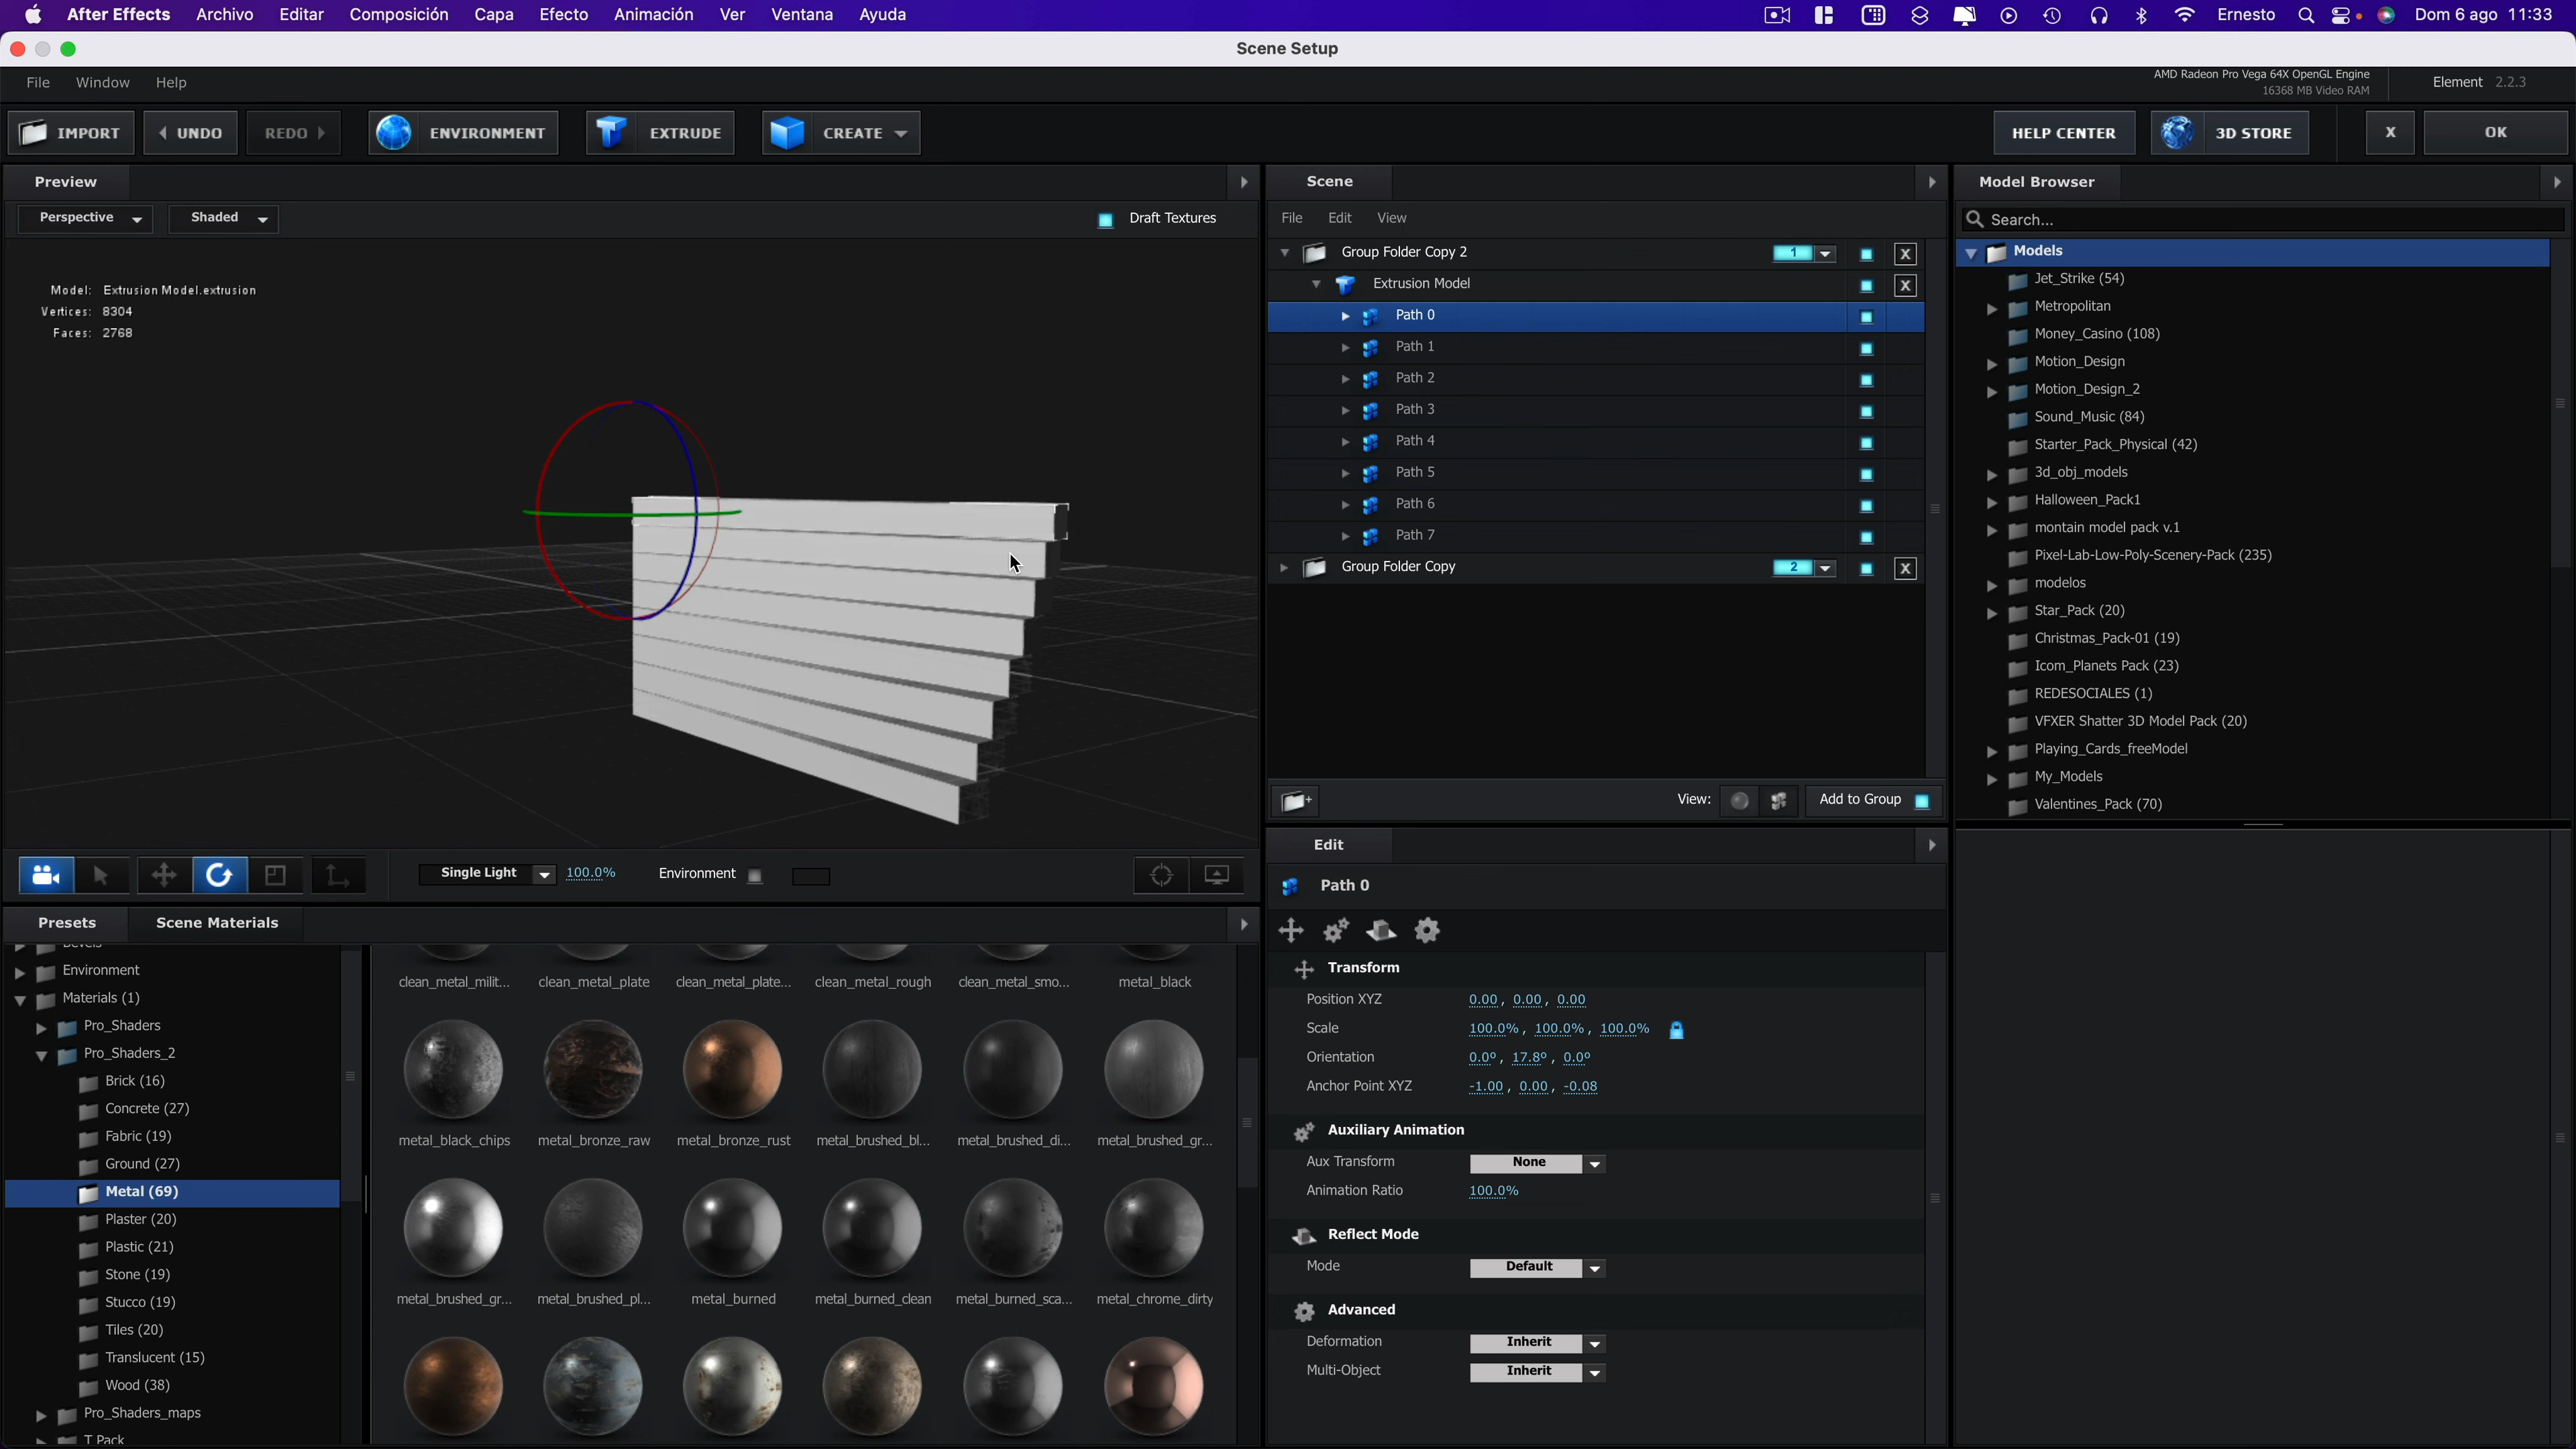 After Effects Archivo Editar Composición Capa Efecto Animación Ver Ventana Ayuda Ernesto Dom 6 ago 11:33
Scene Setup
File Window Help
AMD Radeon Pro Vega 64X OpenGL Engine
16368 MB Video RAM
Element 2.2.3
IMPORT UNDO REDO ENVIRONMENT EXTRUDE CREATE HELP CENTER 3D STORE X OK
Preview
Perspective Shaded Draft Textures
Model: Extrusion Model.extrusion
Vertices: 8304
Faces: 2768
Single Light 100.0% Environment
Scene
File Edit View
Group Folder Copy 2 1 X
Extrusion Model X
Path 0
Path 1
Path 2
Path 3
Path 4
Path 5
Path 6
Path 7
Group Folder Copy 2 X
View: Add to Group
Model Browser
Search...
Models
Jet_Strike (54)
Metropolitan
Money_Casino (108)
Motion_Design
Motion_Design_2
Sound_Music (84)
Starter_Pack_Physical (42)
3d_obj_models
Halloween_Pack1
montain model pack v.1
Pixel-Lab-Low-Poly-Scenery-Pack (235)
modelos
Star_Pack (20)
Christmas_Pack-01 (19)
Icom_Planets Pack (23)
REDESOCIALES (1)
VFXER Shatter 3D Model Pack (20)
Playing_Cards_freeModel
My_Models
Valentines_Pack (70)
Presets Scene Materials
Bevels
Environment
Materials (1)
Pro_Shaders
Pro_Shaders_2
Brick (16)
Concrete (27)
Fabric (19)
Ground (27)
Metal (69)
Plaster (20)
Plastic (21)
Stone (19)
Stucco (19)
Tiles (20)
Translucent (15)
Wood (38)
Pro_Shaders_maps
T Pack
clean_metal_milit... clean_metal_plate clean_metal_plate... clean_metal_rough clean_metal_smo... metal_black
metal_black_chips metal_bronze_raw metal_bronze_rust metal_brushed_bl... metal_brushed_di... metal_brushed_gr...
metal_brushed_gr... metal_brushed_pl... metal_burned metal_burned_clean metal_burned_sca... metal_chrome_dirty
Edit
Path 0
Transform
Position XYZ 0.00, 0.00, 0.00
Scale 100.0%, 100.0%, 100.0%
Orientation 0.0º, 17.8º, 0.0º
Anchor Point XYZ -1.00, 0.00, -0.08
Auxiliary Animation
Aux Transform None
Animation Ratio 100.0%
Reflect Mode
Mode Default
Advanced
Deformation Inherit
Multi-Object Inherit